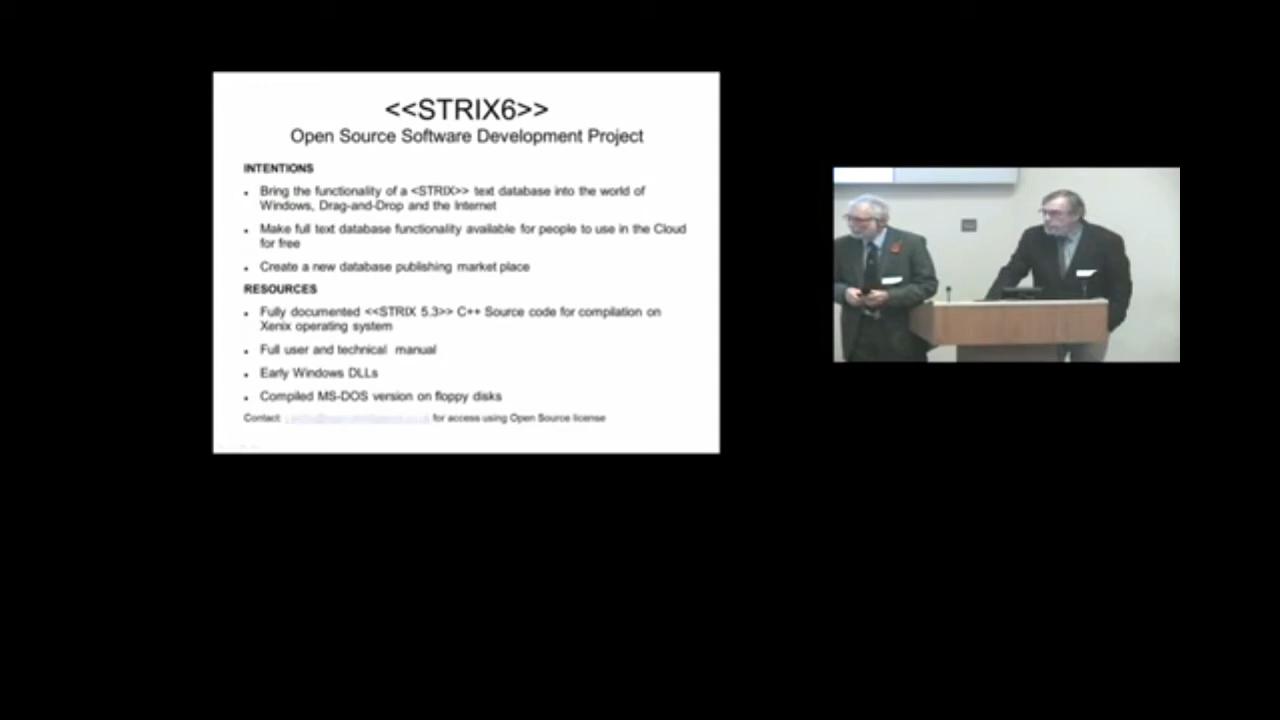 <<STRIX6>>
Open Source Software Development Project
INTENTIONS
Bring the functionality of a <STRIX>> text database into the world of
Windows, Drag-and-Drop and the Internet
Make full text database functionality available for people to use in the Cloud
for free
Create a new database publishing market place
RESOURCES
Fully documented <<STRIX 5.3>> C++ Source code for compilation on
Xenix operating system
Full user and technical manual
Early Windows DLLs
Compiled MS-DOS version on floppy disks
Contact: for access using Open Source license